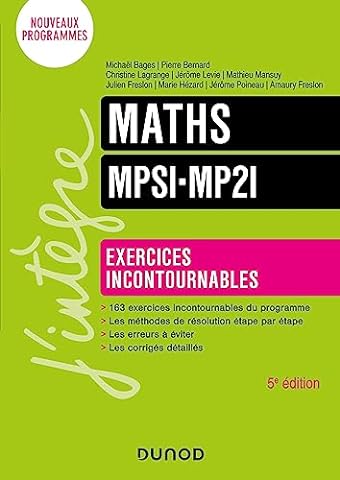 NOUVEAUX
PROGRAMMES
Michaël Bages | Pierre Bernard
Christine Lagrange | Jérôme Levie | Mathieu Mansuy
Julien Freslon | Marie Hézard | Jérôme Poineau | Amaury Freslon
MATHS
MPSI-MP2I
j'intègre
EXERCICES
INCONTOURNABLES
> 163 exercices incontournables du programme
> Les méthodes de résolution étape par étape
> Les erreurs à éviter
> Les corrigés détaillés
5e édition
DUNOD